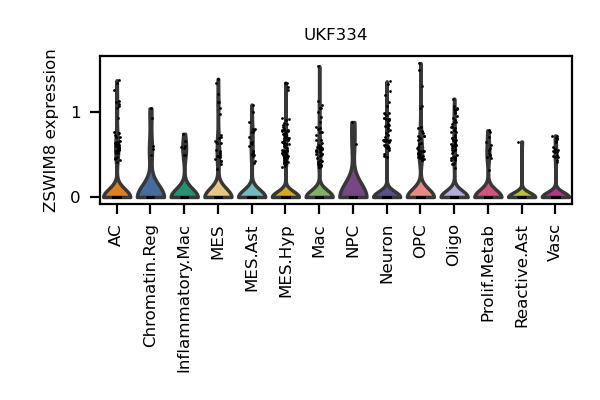 UKF334
ZSWIM8 expression
1
0
AC
Chromatin.Reg
Inflammatory.Mac
MES
MES.Ast
MES.Hyp
Mac
NPC
Neuron
OPC
Oligo
Prolif.Metab
Reactive.Ast
Vasc